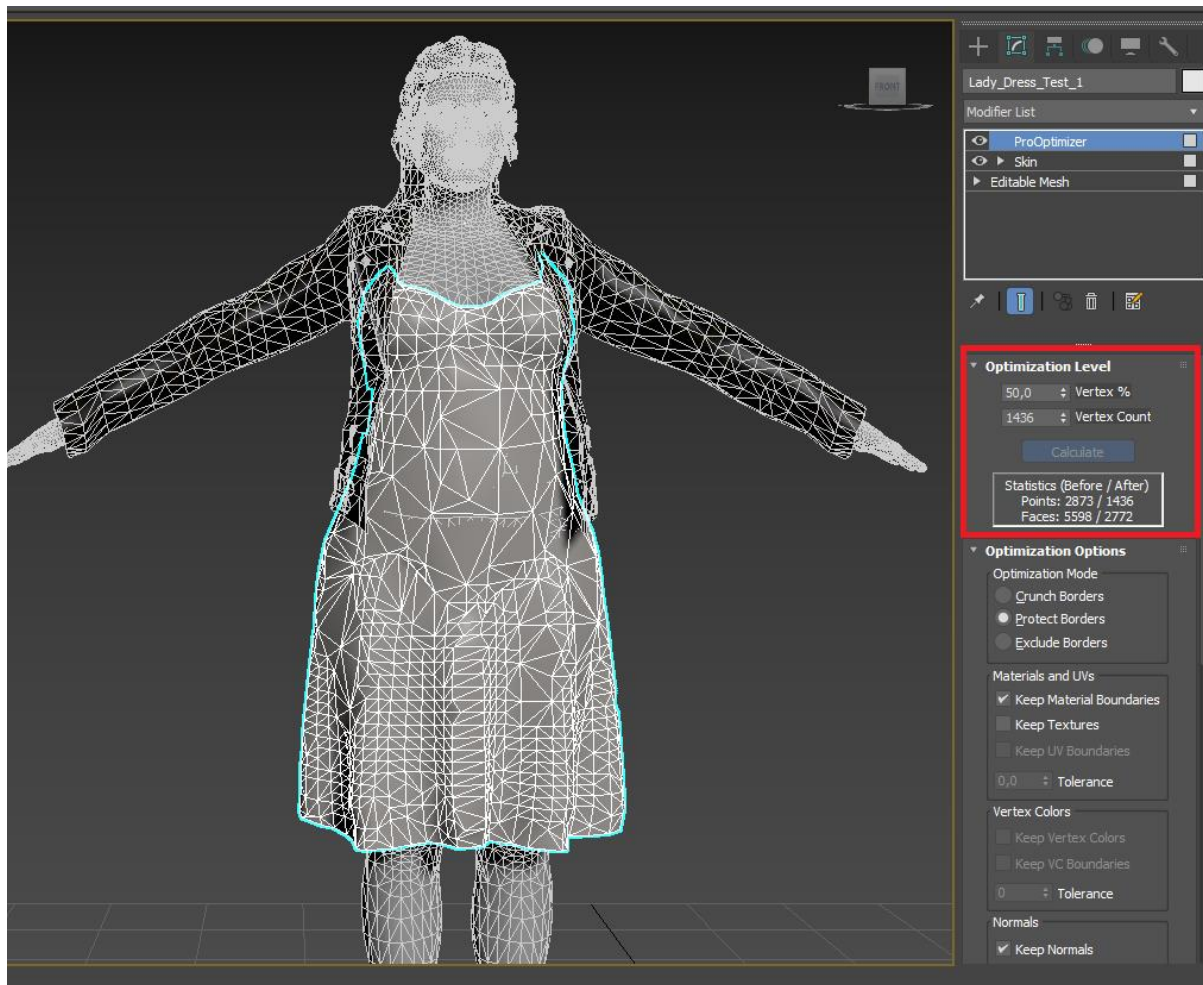 FRONT
Lady_Dress_Test_1
Modifier List
ProOptimizer
Skin
Editable Mesh
Optimization Level
50,0 Vertex %
1436 Vertex Count
Calculate
Statistics (Before / After)
Points: 2873 / 1436
Faces: 5598 / 2772
Optimization Options
Optimization Mode
Crunch Borders
Protect Borders
Exclude Borders
Materials and UVs
Keep Material Boundaries
Keep Textures
Keep UV Boundaries
0,0 Tolerance
Vertex Colors
Keep Vertex Colors
Keep VC Boundaries
0 Tolerance
Normals
Keep Normals